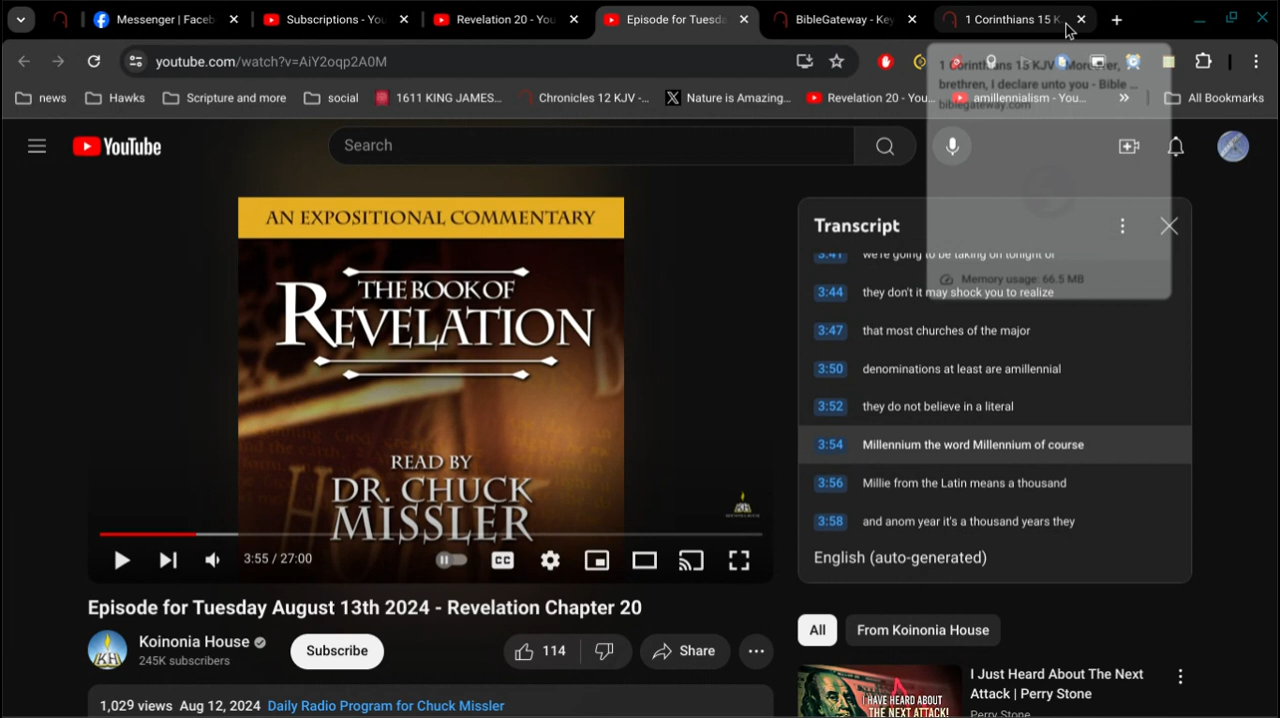 Messenger | Faceb
Subscriptions - You
Revelation 20 - You
Episode for Tuesda
BibleGateway - Key
1 Corinthians 15 K
youtube.com/watch?v=AiY2oqp2A0M
1 Corinthians 15 KJV - Moreover,
brethren, I declare unto you - Bible ...
biblegateway.com
news
Hawks
Scripture and more
social
1611 KING JAMES...
Chronicles 12 KJV -...
Nature is Amazing...
Revelation 20 - You...
amillennialism - You...
All Bookmarks
YouTube
Search
AN EXPOSITIONAL COMMENTARY
THE BOOK OF
REVELATION
READ BY
DR. CHUCK
MISSLER
3:55 / 27:00
CC
Transcript
3:41 we're going to be taking on tonight of
Memory usage: 66.5 MB
3:44 they don't it may shock you to realize
3:47 that most churches of the major
3:50 denominations at least are amillennial
3:52 they do not believe in a literal
3:54 Millennium the word Millennium of course
3:56 Millie from the Latin means a thousand
3:58 and anom year it's a thousand years they
English (auto-generated)
Episode for Tuesday August 13th 2024 - Revelation Chapter 20
Koinonia House
245K subscribers
Subscribe
114
Share
1,029 views Aug 12, 2024 Daily Radio Program for Chuck Missler
All
From Koinonia House
I HAVE HEARD ABOUT
THE NEXT ATTACK!
I Just Heard About The Next
Attack | Perry Stone
Perry Stone